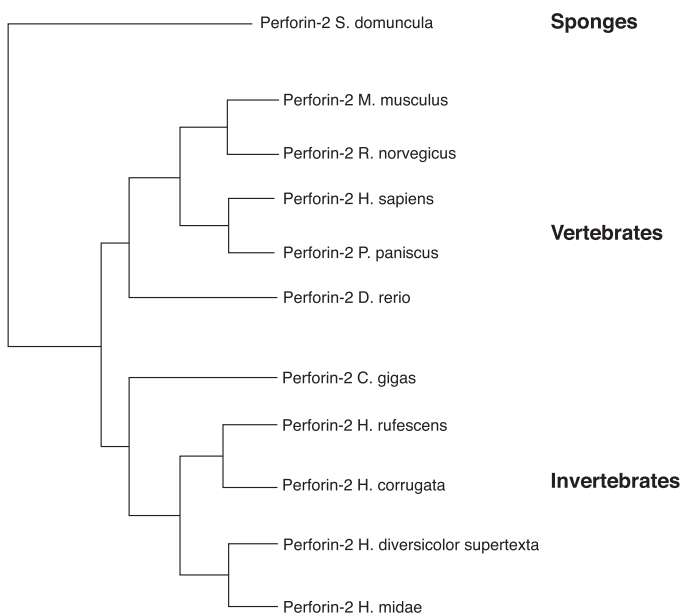 Perforin-2 S. domuncula
Sponges
Perforin-2 M. musculus
Perforin-2 R. norvegicus
Perforin-2 H. sapiens
Vertebrates
Perforin-2 P. paniscus
Perforin-2 D. rerio
Perforin-2 C. gigas
Perforin-2 H. rufescens
Perforin-2 H. corrugata
Invertebrates
Perforin-2 H. diversicolor supertexta
Perforin-2 H. midae